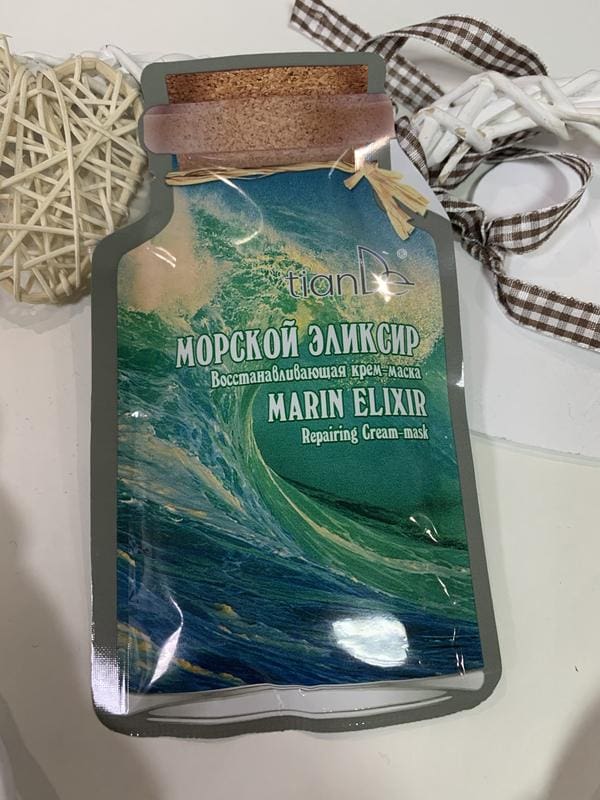 tianDe®
МОРСКОЙ ЭЛИКСИР
Восстанавливающая крем-маска
MARIN ELIXIR
Repairing Cream-mask